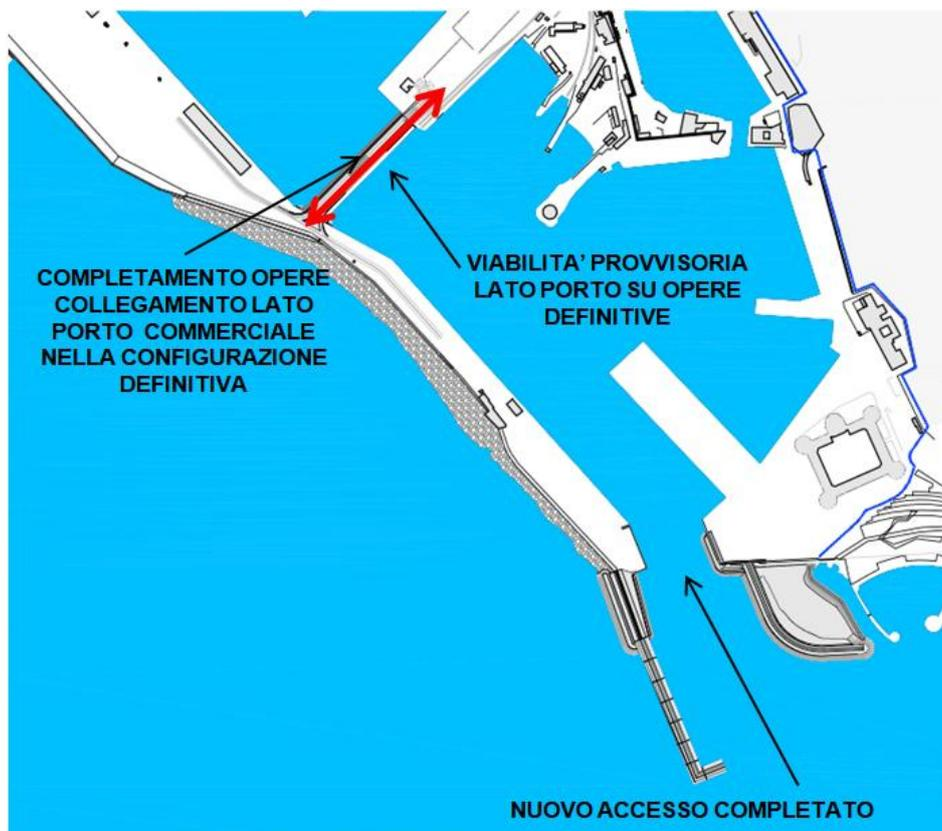 COMPLETAMENTO OPERE
COLLEGAMENTO LATO
PORTO COMMERCIALE
NELLA CONFIGURAZIONE
DEFINITIVA
VIABILITA' PROVVISORIA
LATO PORTO SU OPERE
DEFINITIVE
NUOVO ACCESSO COMPLETATO